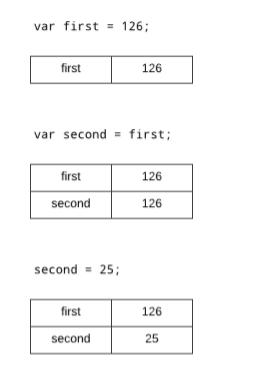 var first = 126;
first 126
var second = first;
first 126
second 126
second = 25;
first 126
second 25